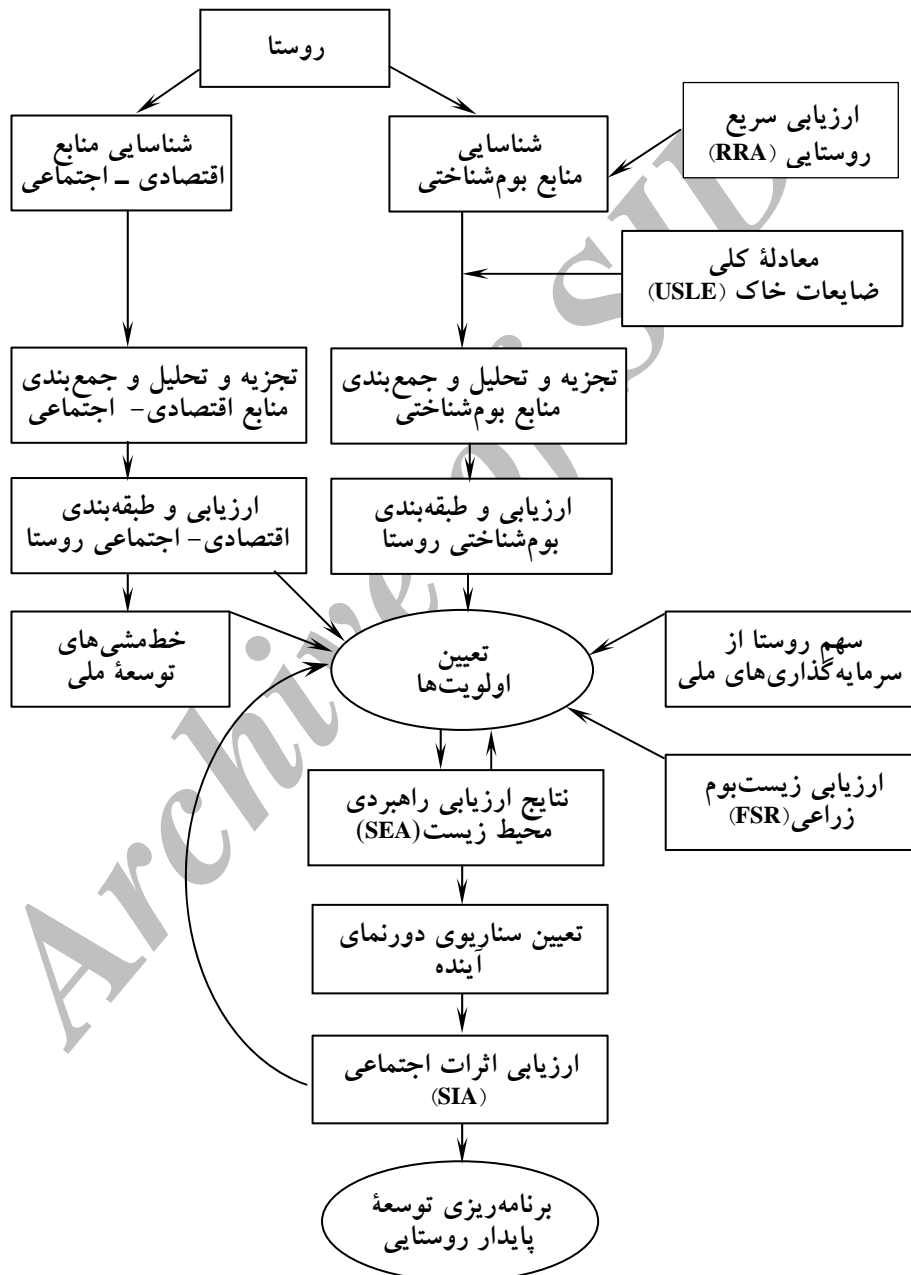 روستا
ارزیابی سریع
روستایی (RRA)
شناسایی
منابع بوم‌شناختی
شناسایی منابع
اقتصادی ــ اجتماعی
معادلهٔ کلی
ضایعات خاک (USLE)
تجزیه و تحلیل و جمع‌بندی
منابع بوم‌شناختی
تجزیه و تحلیل و جمع‌بندی
منابع اقتصادی- اجتماعی
ارزیابی و طبقه‌بندی
بوم‌شناختی روستا
ارزیابی و طبقه‌بندی
اقتصادی- اجتماعی روستا
سهم روستا از
سرمایه‌گذاری‌های ملی
تعیین
اولویت‌ها
خط‌مشی‌های
توسعهٔ ملی
ارزیابی زیست‌بوم
زراعی(FSR)
نتایج ارزیابی راهبردی
محیط زیست(SEA)
تعیین سناریوی دورنمای
آینده
ارزیابی اثرات اجتماعی
(SIA)
برنامه‌ریزی توسعهٔ
پایدار روستایی
Archive of SID